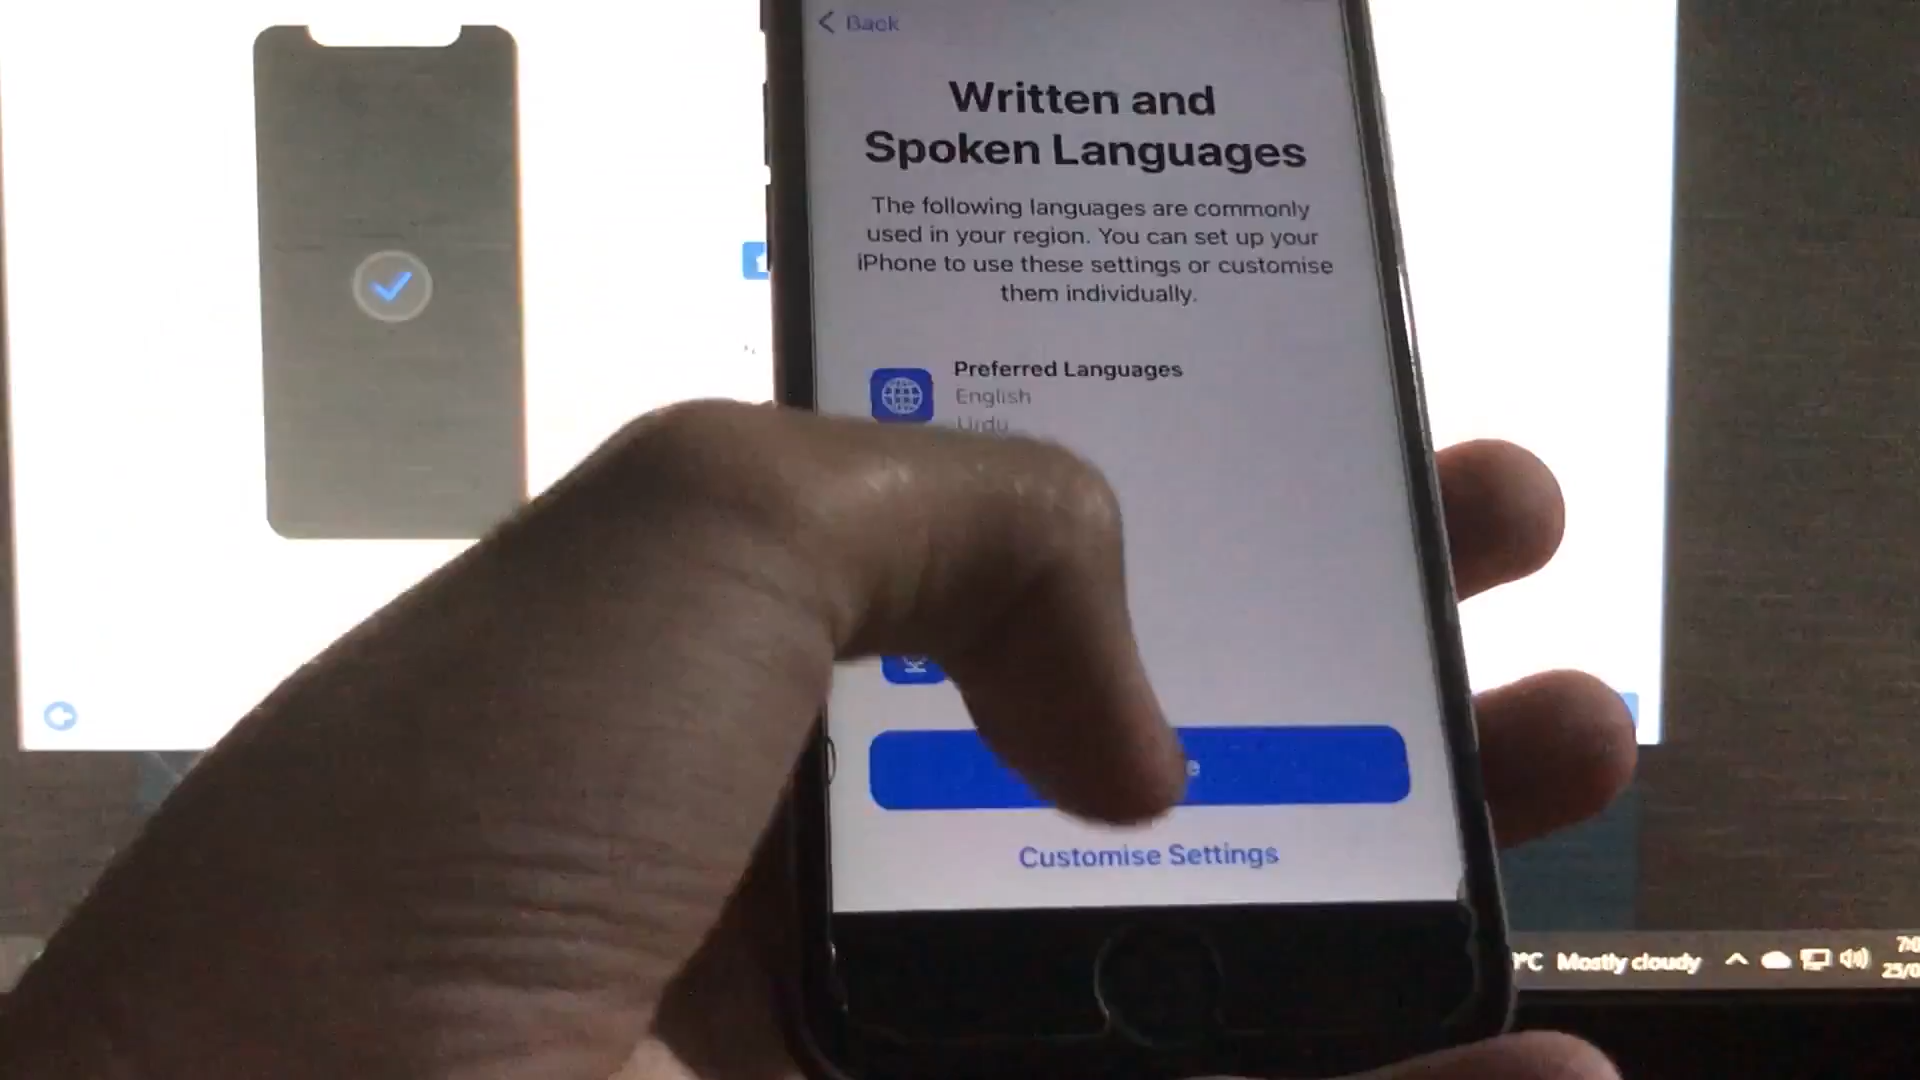 Back
Written and
Spoken Languages
The following languages are commonly
used in your region. You can set up your
iPhone to use these settings or customise
them individually.
Preferred Languages
English
Urdu
Customise Settings
°C Mostly cloudy